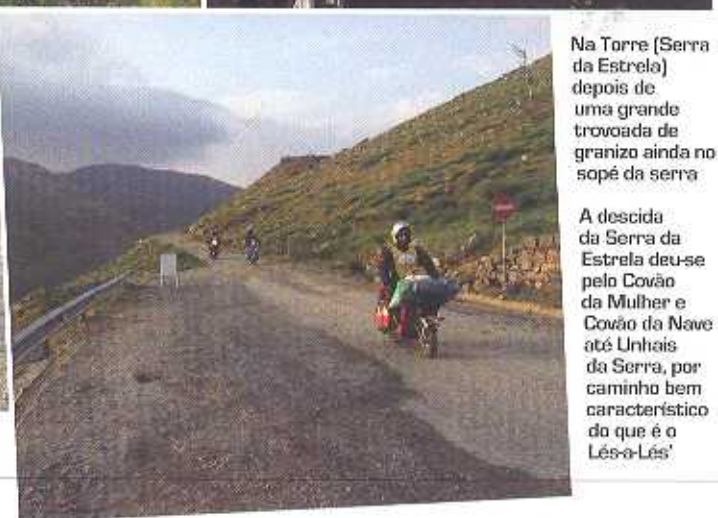 Na Torre (Serra
da Estrela)
depois de
uma grande
trovoada de
granizo ainda no
sopé da serra
A descida
da Serra da
Estrela deu-se
pelo Covão
da Mulher e
Covão da Nave
até Unhais
da Serra, por
caminho bem
característico
do que é o
Lés-a-Lés'